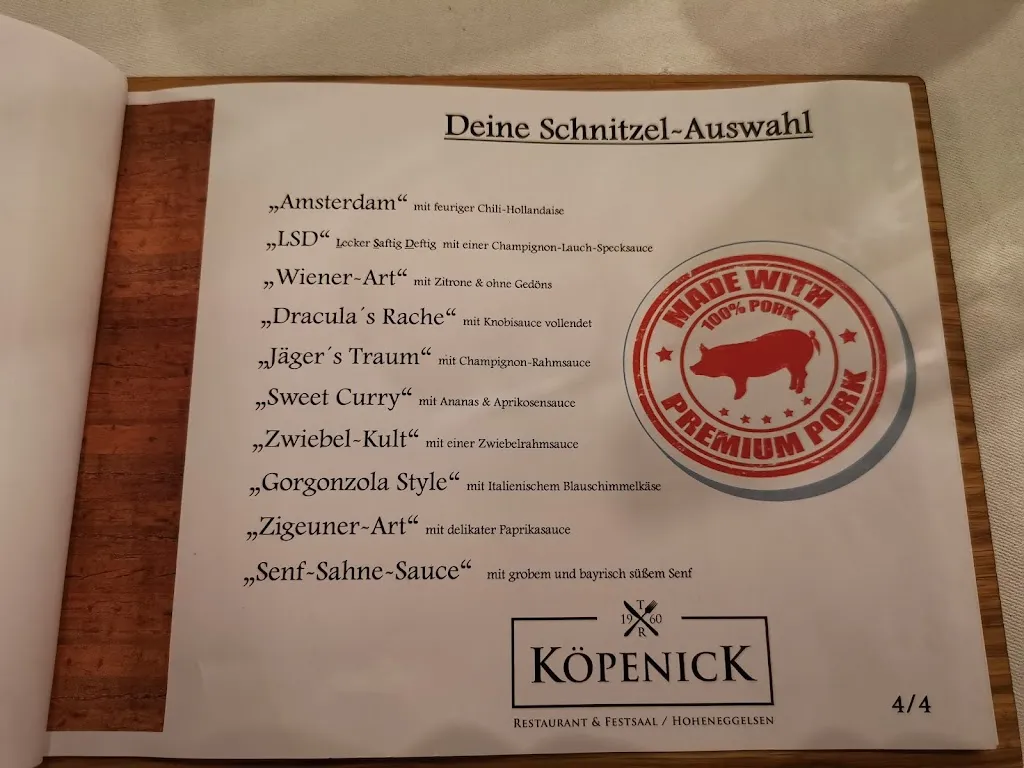 Deine Schnitzel-Auswahl
„Amsterdam“ mit feuriger Chili-Hollandaise
„LSD“ Lecker Saftig Deftig mit einer Champignon-Lauch-Specksauce
„Wiener-Art“ mit Zitrone & ohne Gedöns
„Dracula´s Rache“ mit Knobisauce vollendet
„Jäger´s Traum“ mit Champignon-Rahmsauce
„Sweet Curry“ mit Ananas & Aprikosensauce
„Zwiebel-Kult“ mit einer Zwiebelrahmsauce
„Gorgonzola Style“ mit Italienischem Blauschimmelkäse
„Zigeuner-Art“ mit delikater Paprikasauce
„Senf-Sahne-Sauce“ mit grobem und bayrisch süßem Senf
MADE WITH
100% PORK
PREMIUM PORK
T
19 60
R
KÖPENICK
RESTAURANT & FESTSAAL / HOHENEGGELSEN
4/4